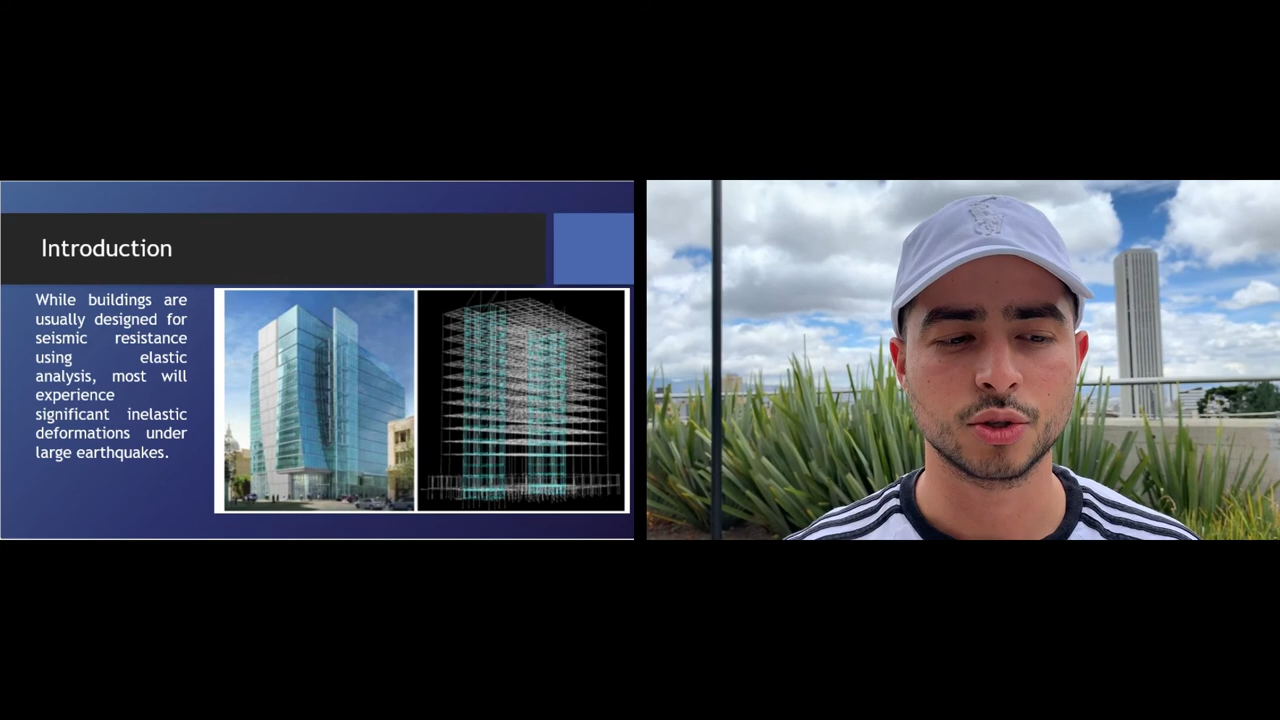 Introduction
While buildings are
usually designed for
seismic resistance
using elastic
analysis, most will
experience
significant inelastic
deformations under
large earthquakes.